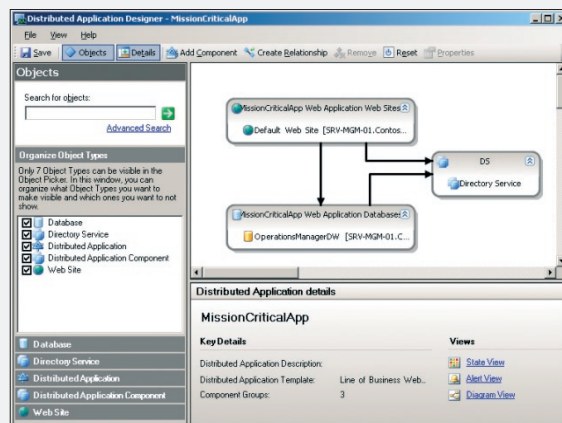 Distributed Application Designer - MissionCriticalApp
File View Help
Save Objects Details Add Component Create Relationship Remove Reset Properties
Objects
Search for objects:
Advanced Search
Organize Object Types
Only 7 Object Types can be visible in the
Object Picker. In this window, you can
organize what Object Types you want to
make visible and which ones you want to not
show.
Database
Directory Service
Distributed Application
Distributed Application Component
Web Site
Database
Directory Service
Distributed Application
Distributed Application Component
Web Site
MissionCriticalApp Web Application Web Sites
Default Web Site [SRV-MGM-01.Contos...
DS
Directory Service
MissionCriticalApp Web Application Databases
OperationsManagerDW [SRV-MGM-01.C...
Distributed Application details
MissionCriticalApp
Key Details
Distributed Application Description:
Distributed Application Template: Line of Business Web...
Component Groups: 3
Views
State View
Alert View
Diagram View